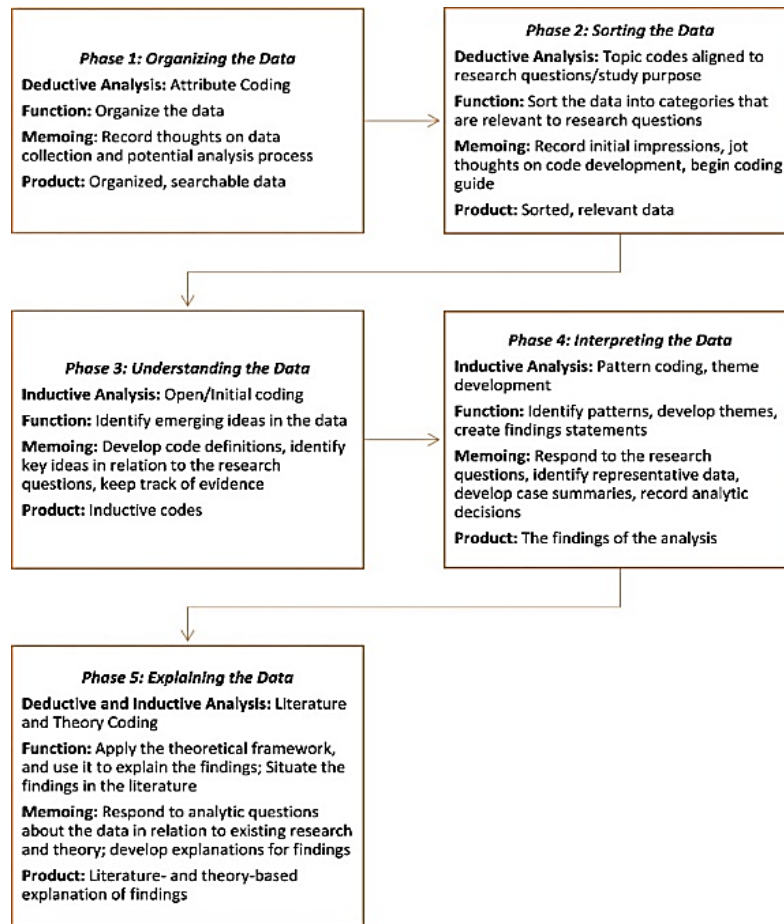 Phase 1: Organizing the Data
Deductive Analysis: Attribute Coding
Function: Organize the data
Memoing: Record thoughts on data
collection and potential analysis process
Product: Organized, searchable data
Phase 2: Sorting the Data
Deductive Analysis: Topic codes aligned to
research questions/study purpose
Function: Sort the data into categories that
are relevant to research questions
Memoing: Record initial impressions, jot
thoughts on code development, begin coding
guide
Product: Sorted, relevant data
Phase 3: Understanding the Data
Inductive Analysis: Open/Initial coding
Function: Identify emerging ideas in the data
Memoing: Develop code definitions, identify
key ideas in relation to the research
questions, keep track of evidence
Product: Inductive codes
Phase 4: Interpreting the Data
Inductive Analysis: Pattern coding, theme
development
Function: Identify patterns, develop themes,
create findings statements
Memoing: Respond to the research
questions, identify representative data,
develop case summaries, record analytic
decisions
Product: The findings of the analysis
Phase 5: Explaining the Data
Deductive and Inductive Analysis: Literature
and Theory Coding
Function: Apply the theoretical framework,
and use it to explain the findings; Situate the
findings in the literature
Memoing: Respond to analytic questions
about the data in relation to existing research
and theory; develop explanations for findings
Product: Literature- and theory-based
explanation of findings